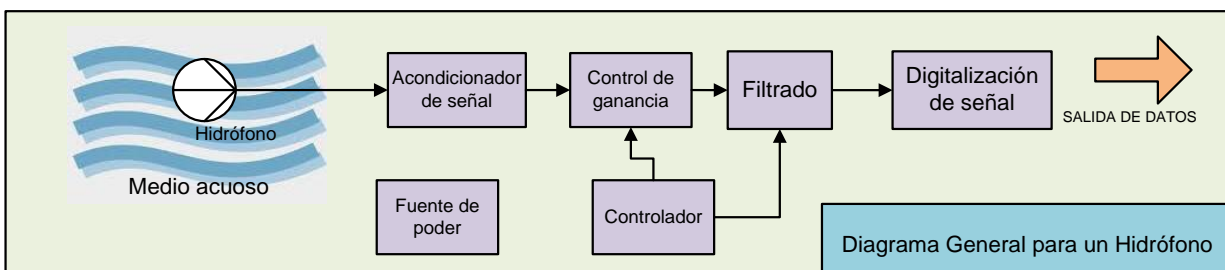 Hidrófono
Medio acuoso
Acondicionador
de señal
Control de
ganancia
Filtrado
Digitalización
de señal
SALIDA DE DATOS
Fuente de
poder
Controlador
Diagrama General para un Hidrófono